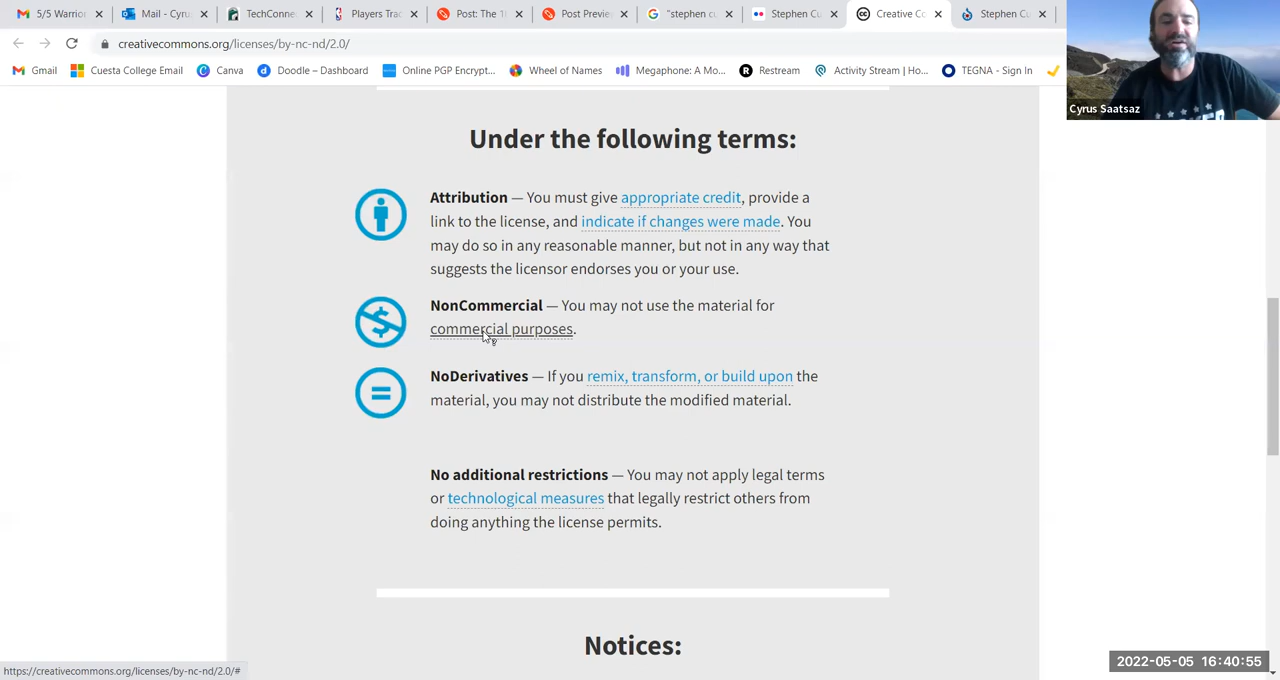 5/5 Warrio
Mail - Cyru
TechConne
Players Trac
Post: The 1
Post Previe
"stephen cu
Stephen Cu
Creative Co
Stephen Cu
creativecommons.org/licenses/by-nc-nd/2.0/
Gmail
Cuesta College Email
Canva
Doodle – Dashboard
Online PGP Encrypt...
Wheel of Names
Megaphone: A Mo...
Restream
Activity Stream | Ho...
TEGNA - Sign In
Cyrus Saatsaz
Under the following terms:
Attribution — You must give appropriate credit, provide a
link to the license, and indicate if changes were made. You
may do so in any reasonable manner, but not in any way that
suggests the licensor endorses you or your use.
NonCommercial — You may not use the material for
commercial purposes.
NoDerivatives — If you remix, transform, or build upon the
material, you may not distribute the modified material.
No additional restrictions — You may not apply legal terms
or technological measures that legally restrict others from
doing anything the license permits.
Notices:
https://creativecommons.org/licenses/by-nc-nd/2.0/#
2022-05-05 16:40:55